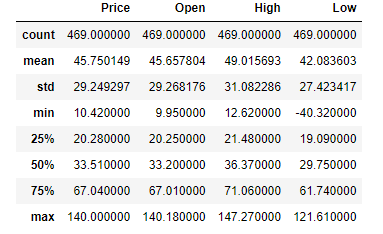 Price Open High Low
count 469.000000 469.000000 469.000000 469.000000
mean 45.750149 45.657804 49.015693 42.083603
std 29.249297 29.268176 31.082286 27.423417
min 10.420000 9.950000 12.620000 -40.320000
25% 20.280000 20.250000 21.480000 19.090000
50% 33.510000 33.200000 36.370000 29.750000
75% 67.040000 67.010000 71.060000 61.740000
max 140.000000 140.180000 147.270000 121.610000